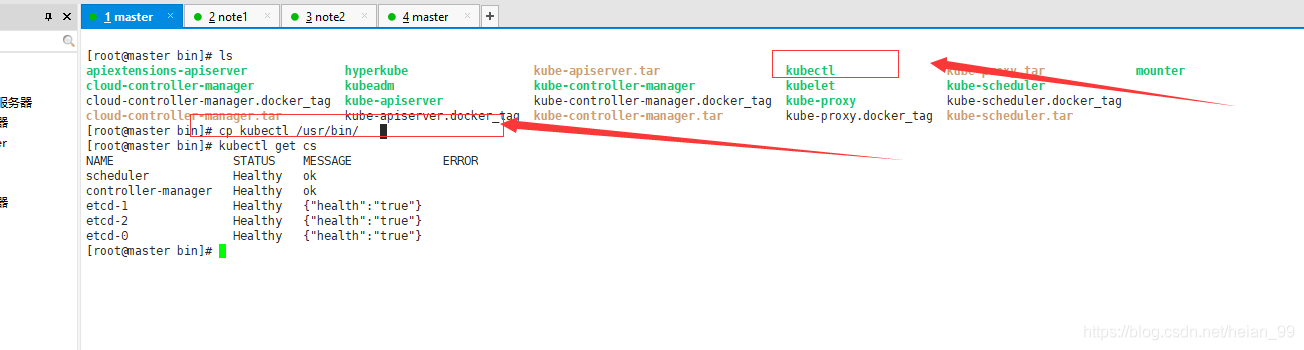 1 master × 2 note1 × 3 note2 × 4 master × +
[root@master bin]# ls
apiextensions-apiserver hyperkube kube-apiserver.tar kubectl kube-proxy.tar mounter
服务器 cloud-controller-manager kubeadm kube-controller-manager kubelet kube-scheduler
cloud-controller-manager.docker_tag kube-apiserver kube-controller-manager.docker_tag kube-proxy kube-scheduler.docker_tag
器 cloud-controller-manager.tar kube-apiserver.docker_tag kube-controller-manager.tar kube-proxy.docker_tag kube-scheduler.tar
[root@master bin]# cp kubectl /usr/bin/
er [root@master bin]# kubectl get cs
NAME STATUS MESSAGE ERROR
scheduler Healthy ok
controller-manager Healthy ok
器 etcd-1 Healthy {"health":"true"}
etcd-2 Healthy {"health":"true"}
etcd-0 Healthy {"health":"true"}
[root@master bin]#
https://blog.csdn.net/helan_99